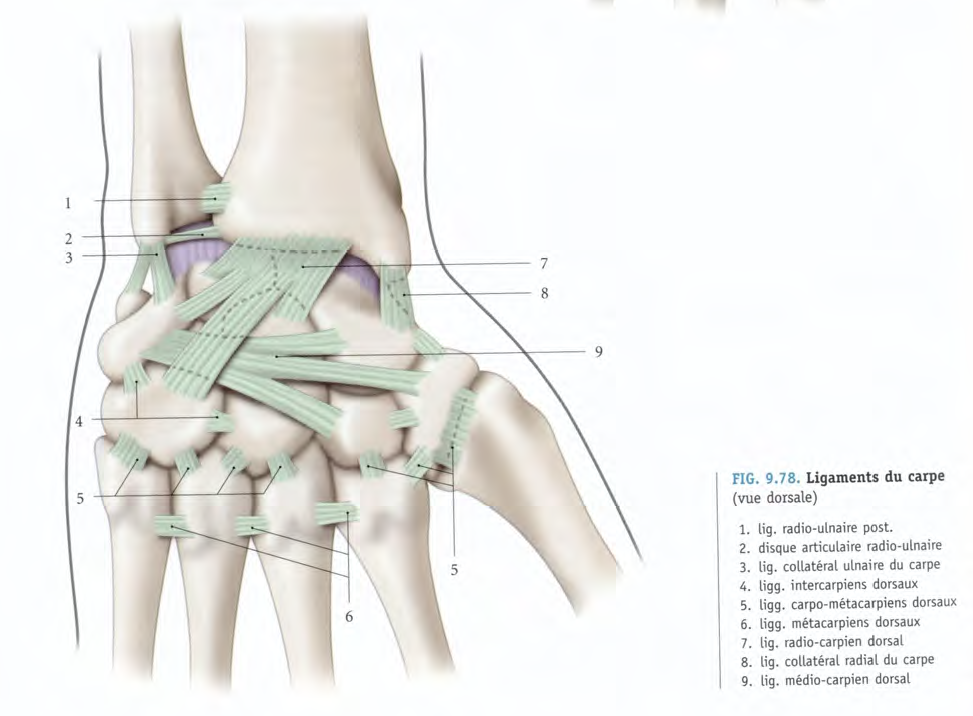 1
2
3
7
8
9
4
5
5
6
FIG. 9.78. Ligaments du carpe
(vue dorsale)
1. lig. radio-ulnaire post.
2. disque articulaire radio-ulnaire
3. lig. collatéral ulnaire du carpe
4. ligg. intercarpiens dorsaux
5. ligg. carpo-métacarpiens dorsaux
6. ligg. métacarpiens dorsaux
7. lig. radio-carpien dorsal
8. lig. collatéral radial du carpe
9. lig. médio-carpien dorsal